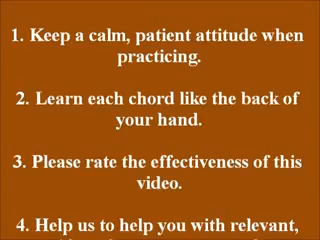 1. Keep a calm, patient attitude when
practicing.
2. Learn each chord like the back of
your hand.
3. Please rate the effectiveness of this
video.
4. Help us to help you with relevant,